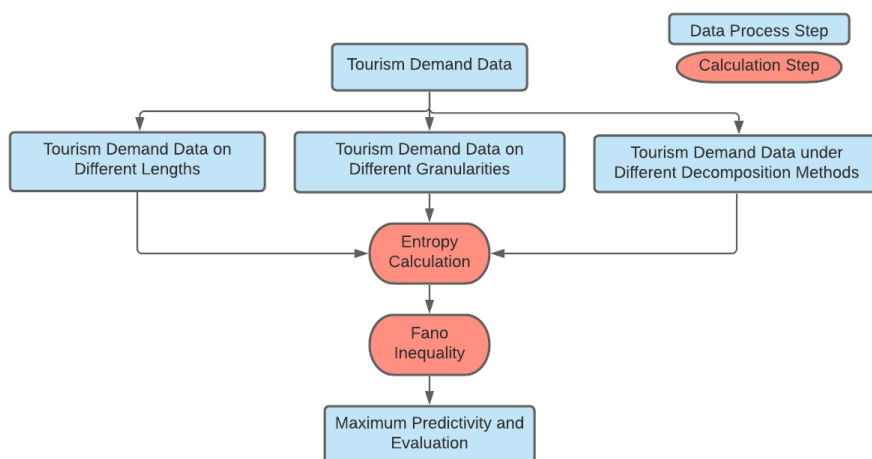 Data Process Step
Calculation Step
Tourism Demand Data
Tourism Demand Data on
Different Lengths
Tourism Demand Data on
Different Granularities
Tourism Demand Data under
Different Decomposition Methods
Entropy
Calculation
Fano
Inequality
Maximum Predictivity and
Evaluation